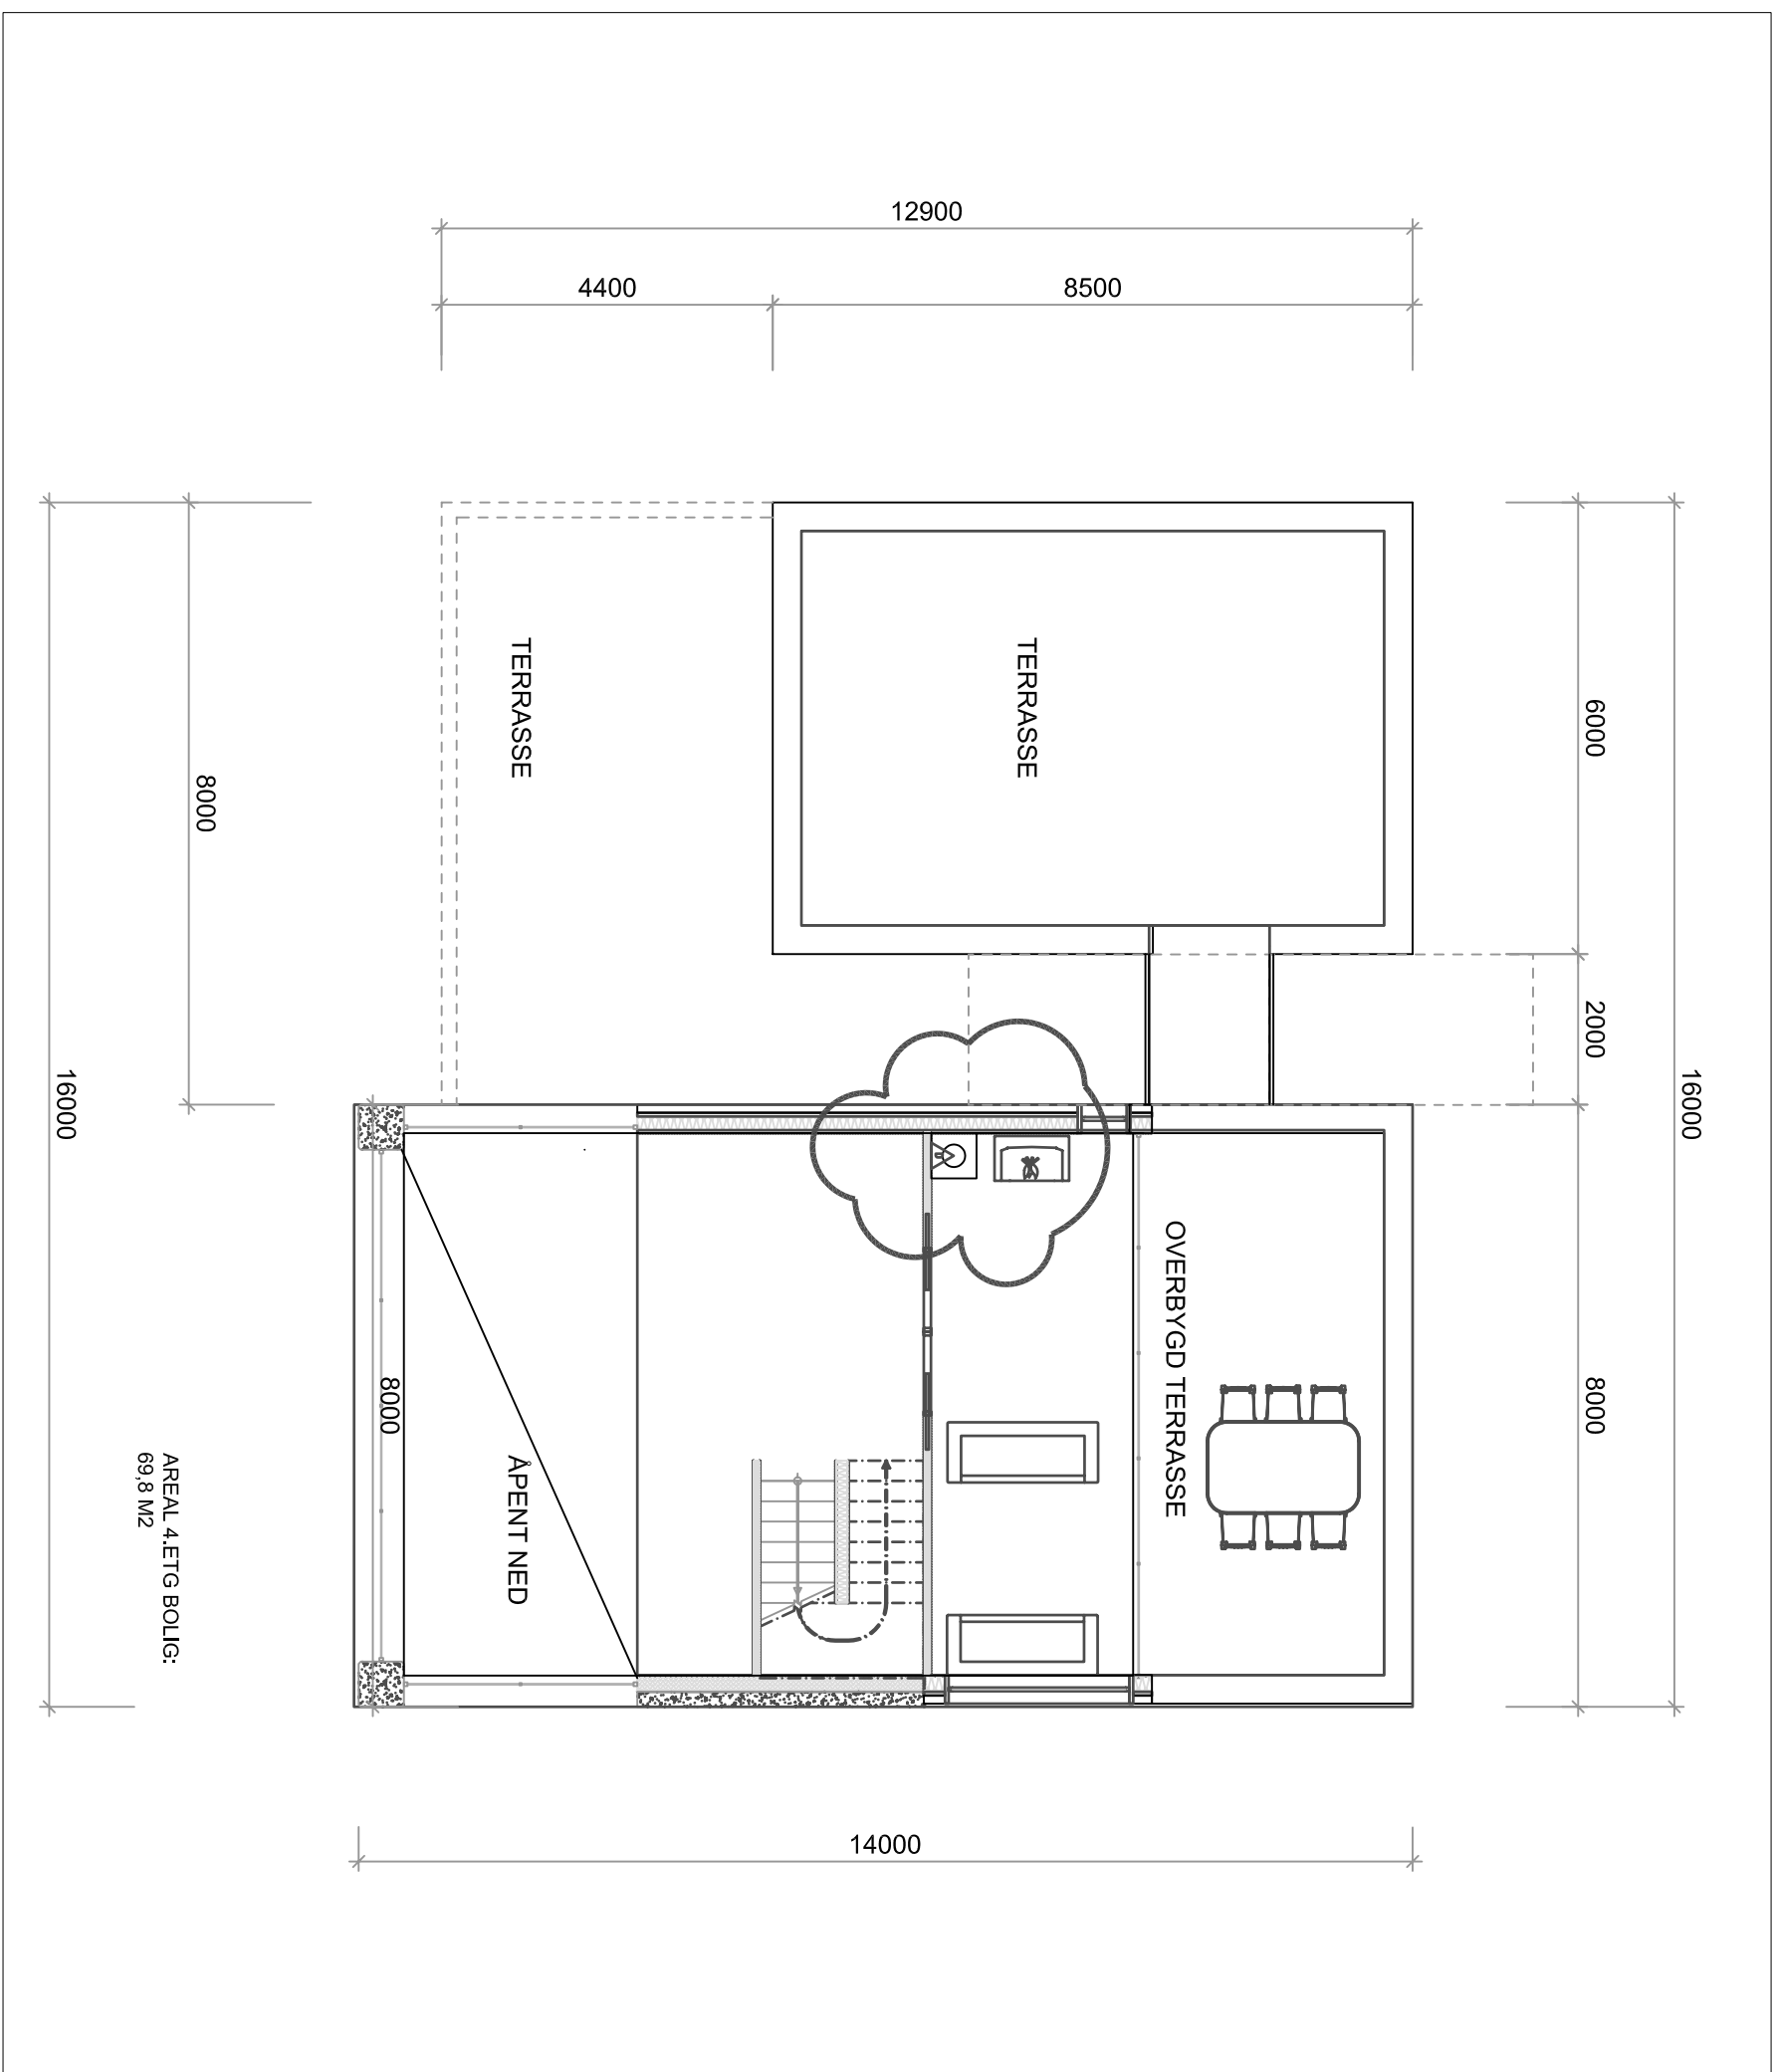 12900
4400
8500
TERRASSE
TERRASSE
6000
8000
2000
16000
16000
OVERBYGD TERRASSE
8000
8000
ÅPENT NED
AREAL 4.ETG BOLIG:
69,8 M2
14000